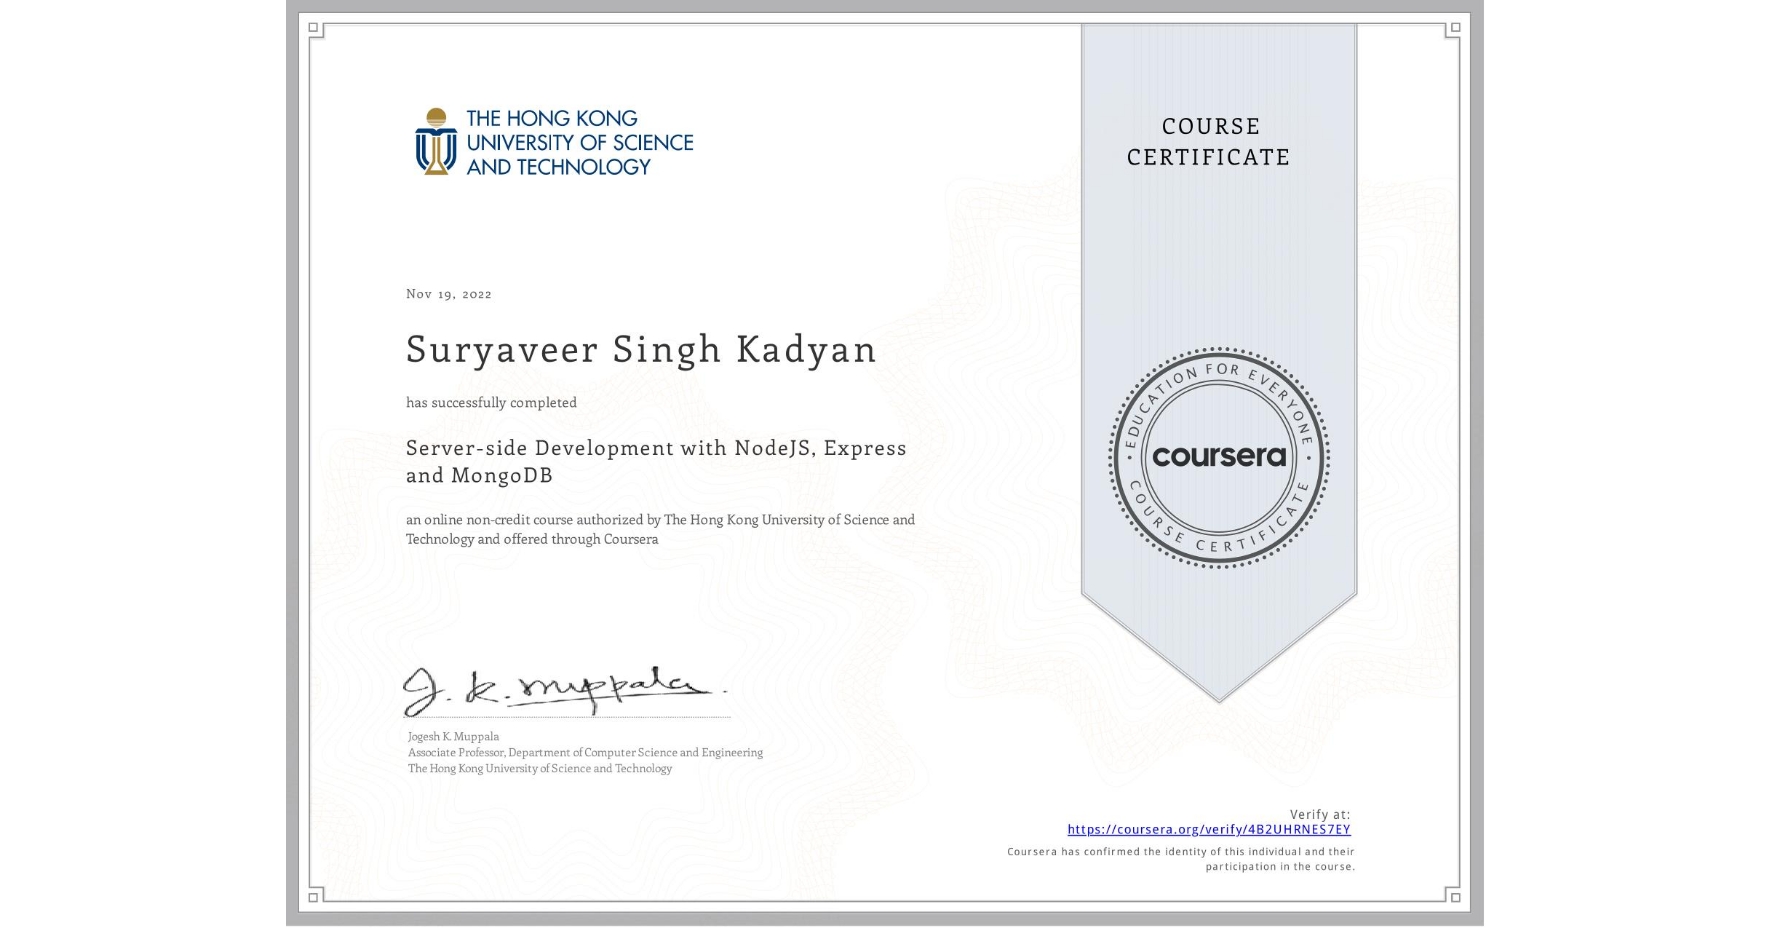 THE HONG KONG
UNIVERSITY OF SCIENCE
AND TECHNOLOGY
COURSE
CERTIFICATE
Nov 19, 2022
Suryaveer Singh Kadyan
has successfully completed
Server-side Development with NodeJS, Express
and MongoDB
an online non-credit course authorized by The Hong Kong University of Science and
Technology and offered through Coursera
EDUCATION FOR EVERYONE
coursera
COURSE CERTIFICATE
J. K. Muppala
Jogesh K. Muppala
Associate Professor, Department of Computer Science and Engineering
The Hong Kong University of Science and Technology
Verify at:
https://coursera.org/verify/4B2UHRNES7EY
Coursera has confirmed the identity of this individual and their
participation in the course.